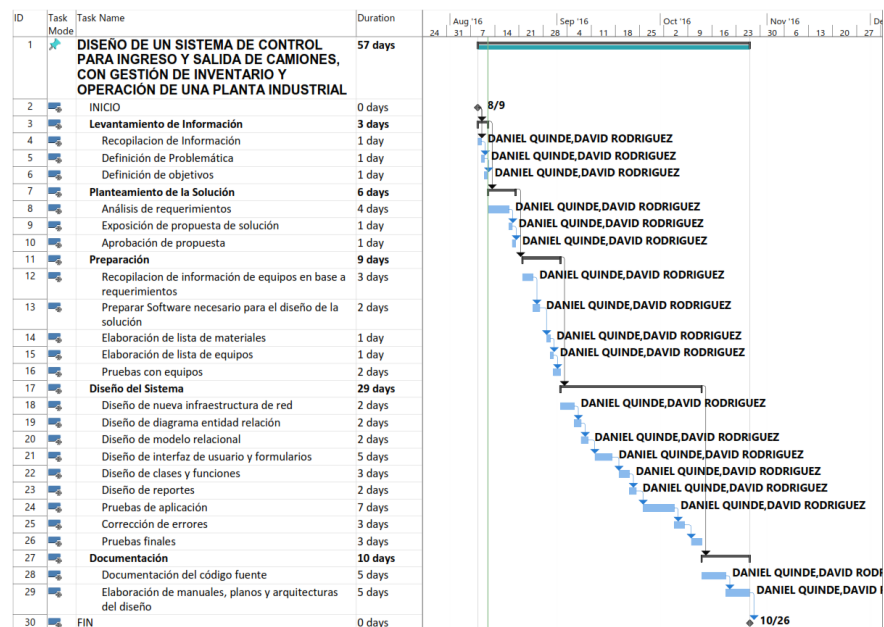 ID Task Mode Task Name Duration
Aug '16 Sep '16 Oct '16 Nov '16 De
24 31 7 14 21 28 4 11 18 25 2 9 16 23 30 6 13 20 27
1 DISEÑO DE UN SISTEMA DE CONTROL 57 days
PARA INGRESO Y SALIDA DE CAMIONES,
CON GESTIÓN DE INVENTARIO Y
OPERACIÓN DE UNA PLANTA INDUSTRIAL
2 INICIO 0 days 8/9
3 Levantamiento de Información 3 days
4 Recopilacion de Información 1 day DANIEL QUINDE,DAVID RODRIGUEZ
5 Definición de Problemática 1 day DANIEL QUINDE,DAVID RODRIGUEZ
6 Definición de objetivos 1 day DANIEL QUINDE,DAVID RODRIGUEZ
7 Planteamiento de la Solución 6 days
8 Análisis de requerimientos 4 days DANIEL QUINDE,DAVID RODRIGUEZ
9 Exposición de propuesta de solución 1 day DANIEL QUINDE,DAVID RODRIGUEZ
10 Aprobación de propuesta 1 day DANIEL QUINDE,DAVID RODRIGUEZ
11 Preparación 9 days
12 Recopilacion de información de equipos en base a 3 days DANIEL QUINDE,DAVID RODRIGUEZ
requerimientos
13 Preparar Software necesario para el diseño de la 2 days DANIEL QUINDE,DAVID RODRIGUEZ
solución
14 Elaboración de lista de materiales 1 day DANIEL QUINDE,DAVID RODRIGUEZ
15 Elaboración de lista de equipos 1 day DANIEL QUINDE,DAVID RODRIGUEZ
16 Pruebas con equipos 2 days
17 Diseño del Sistema 29 days
18 Diseño de nueva infraestructura de red 2 days DANIEL QUINDE,DAVID RODRIGUEZ
19 Diseño de diagrama entidad relación 2 days
20 Diseño de modelo relacional 2 days DANIEL QUINDE,DAVID RODRIGUEZ
21 Diseño de interfaz de usuario y formularios 5 days DANIEL QUINDE,DAVID RODRIGUEZ
22 Diseño de clases y funciones 3 days DANIEL QUINDE,DAVID RODRIGUEZ
23 Diseño de reportes 2 days DANIEL QUINDE,DAVID RODRIGUEZ
24 Pruebas de aplicación 7 days DANIEL QUINDE,DAVID RODRIGUEZ
25 Corrección de errores 3 days
26 Pruebas finales 3 days
27 Documentación 10 days
28 Documentación del código fuente 5 days DANIEL QUINDE,DAVID RODR
29 Elaboración de manuales, planos y arquitecturas 5 days DANIEL QUINDE,DAVID R
del diseño
30 FIN 0 days 10/26